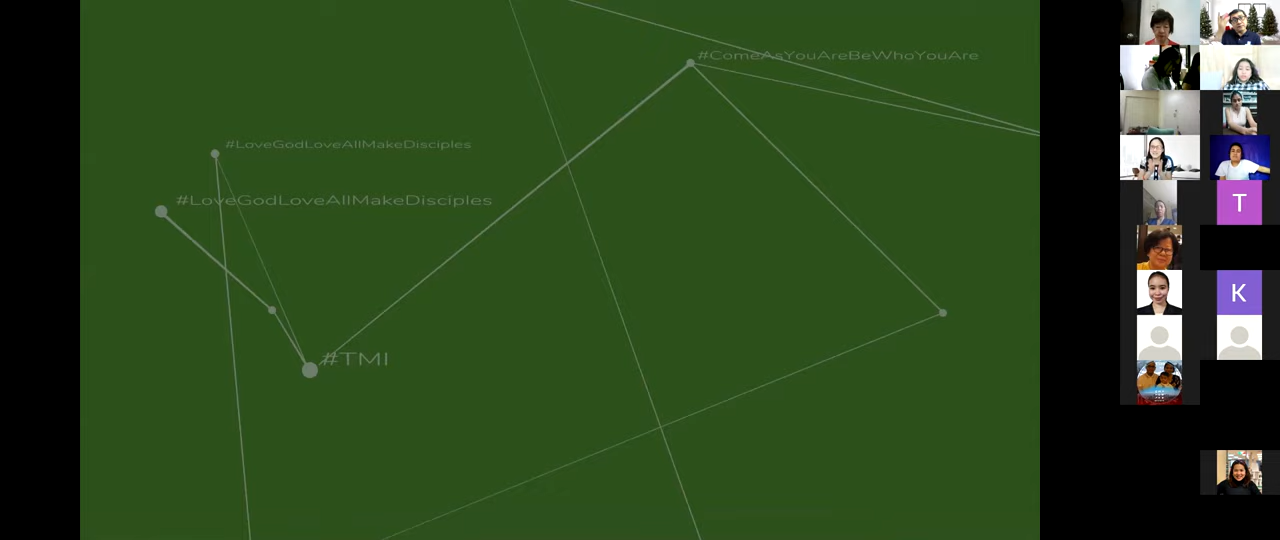 #ComeAsYouAreBeWhoYouAre
#LoveGodLoveAllMakeDisciples
#LoveGodLoveAllMakeDisciples
#TMI
T
K